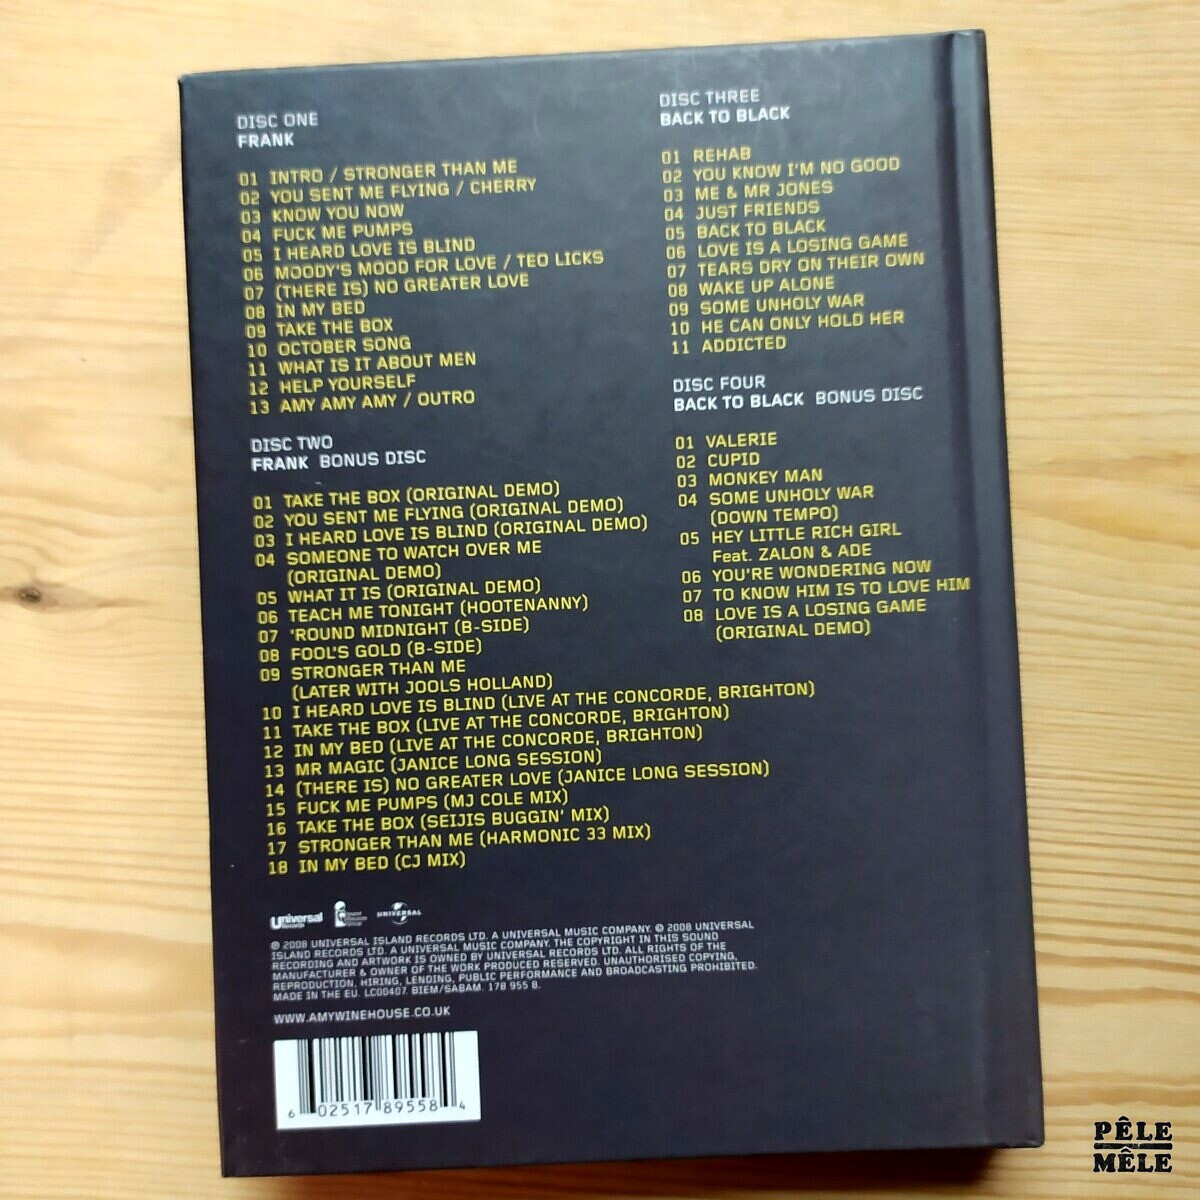 DISC ONE
FRANK
01 INTRO / STRONGER THAN ME
02 YOU SENT ME FLYING / CHERRY
03 KNOW YOU NOW
04 FUCK ME PUMPS
05 I HEARD LOVE IS BLIND
06 MOODY'S MOOD FOR LOVE / TEO LICKS
07 (THERE IS) NO GREATER LOVE
08 IN MY BED
09 TAKE THE BOX
10 OCTOBER SONG
11 WHAT IS IT ABOUT MEN
12 HELP YOURSELF
13 AMY AMY AMY / OUTRO
DISC TWO
FRANK BONUS DISC
01 TAKE THE BOX (ORIGINAL DEMO)
02 YOU SENT ME FLYING (ORIGINAL DEMO)
03 I HEARD LOVE IS BLIND (ORIGINAL DEMO)
04 SOMEONE TO WATCH OVER ME
(ORIGINAL DEMO)
05 WHAT IT IS (ORIGINAL DEMO)
06 TEACH ME TONIGHT (HOOTENANNY)
07 'ROUND MIDNIGHT (B-SIDE)
08 FOOL'S GOLD (B-SIDE)
09 STRONGER THAN ME
(LATER WITH JOOLS HOLLAND)
10 I HEARD LOVE IS BLIND (LIVE AT THE CONCORDE, BRIGHTON)
11 TAKE THE BOX (LIVE AT THE CONCORDE, BRIGHTON)
12 IN MY BED (LIVE AT THE CONCORDE, BRIGHTON)
13 MR MAGIC (JANICE LONG SESSION)
14 (THERE IS) NO GREATER LOVE (JANICE LONG SESSION)
15 FUCK ME PUMPS (MJ COLE MIX)
16 TAKE THE BOX (SEIJIS BUGGIN' MIX)
17 STRONGER THAN ME (HARMONIC 33 MIX)
18 IN MY BED (CJ MIX)
DISC THREE
BACK TO BLACK
01 REHAB
02 YOU KNOW I'M NO GOOD
03 ME & MR JONES
04 JUST FRIENDS
05 BACK TO BLACK
06 LOVE IS A LOSING GAME
07 TEARS DRY ON THEIR OWN
08 WAKE UP ALONE
09 SOME UNHOLY WAR
10 HE CAN ONLY HOLD HER
11 ADDICTED
DISC FOUR
BACK TO BLACK BONUS DISC
01 VALERIE
02 CUPID
03 MONKEY MAN
04 SOME UNHOLY WAR
(DOWN TEMPO)
05 HEY LITTLE RICH GIRL
Feat. ZALON & ADE
06 YOU'RE WONDERING NOW
07 TO KNOW HIM IS TO LOVE HIM
08 LOVE IS A LOSING GAME
(ORIGINAL DEMO)
Universal
Records
Island
Records
Group
UNIVERSAL
℗ 2008 UNIVERSAL ISLAND RECORDS LTD. A UNIVERSAL MUSIC COMPANY. © 2008 UNIVERSAL
ISLAND RECORDS LTD. A UNIVERSAL MUSIC COMPANY. THE COPYRIGHT IN THIS SOUND
RECORDING AND ARTWORK IS OWNED BY UNIVERSAL RECORDS LTD. ALL RIGHTS OF THE
MANUFACTURER & OWNER OF THE WORK PRODUCED RESERVED. UNAUTHORISED COPYING,
REPRODUCTION, HIRING, LENDING, PUBLIC PERFORMANCE AND BROADCASTING PROHIBITED.
MADE IN THE EU. LC00407. BIEM/SABAM. 178 955 8.
WWW.AMYWINEHOUSE.CO.UK
6 02517 89558 4
PÊLE
MÊLE